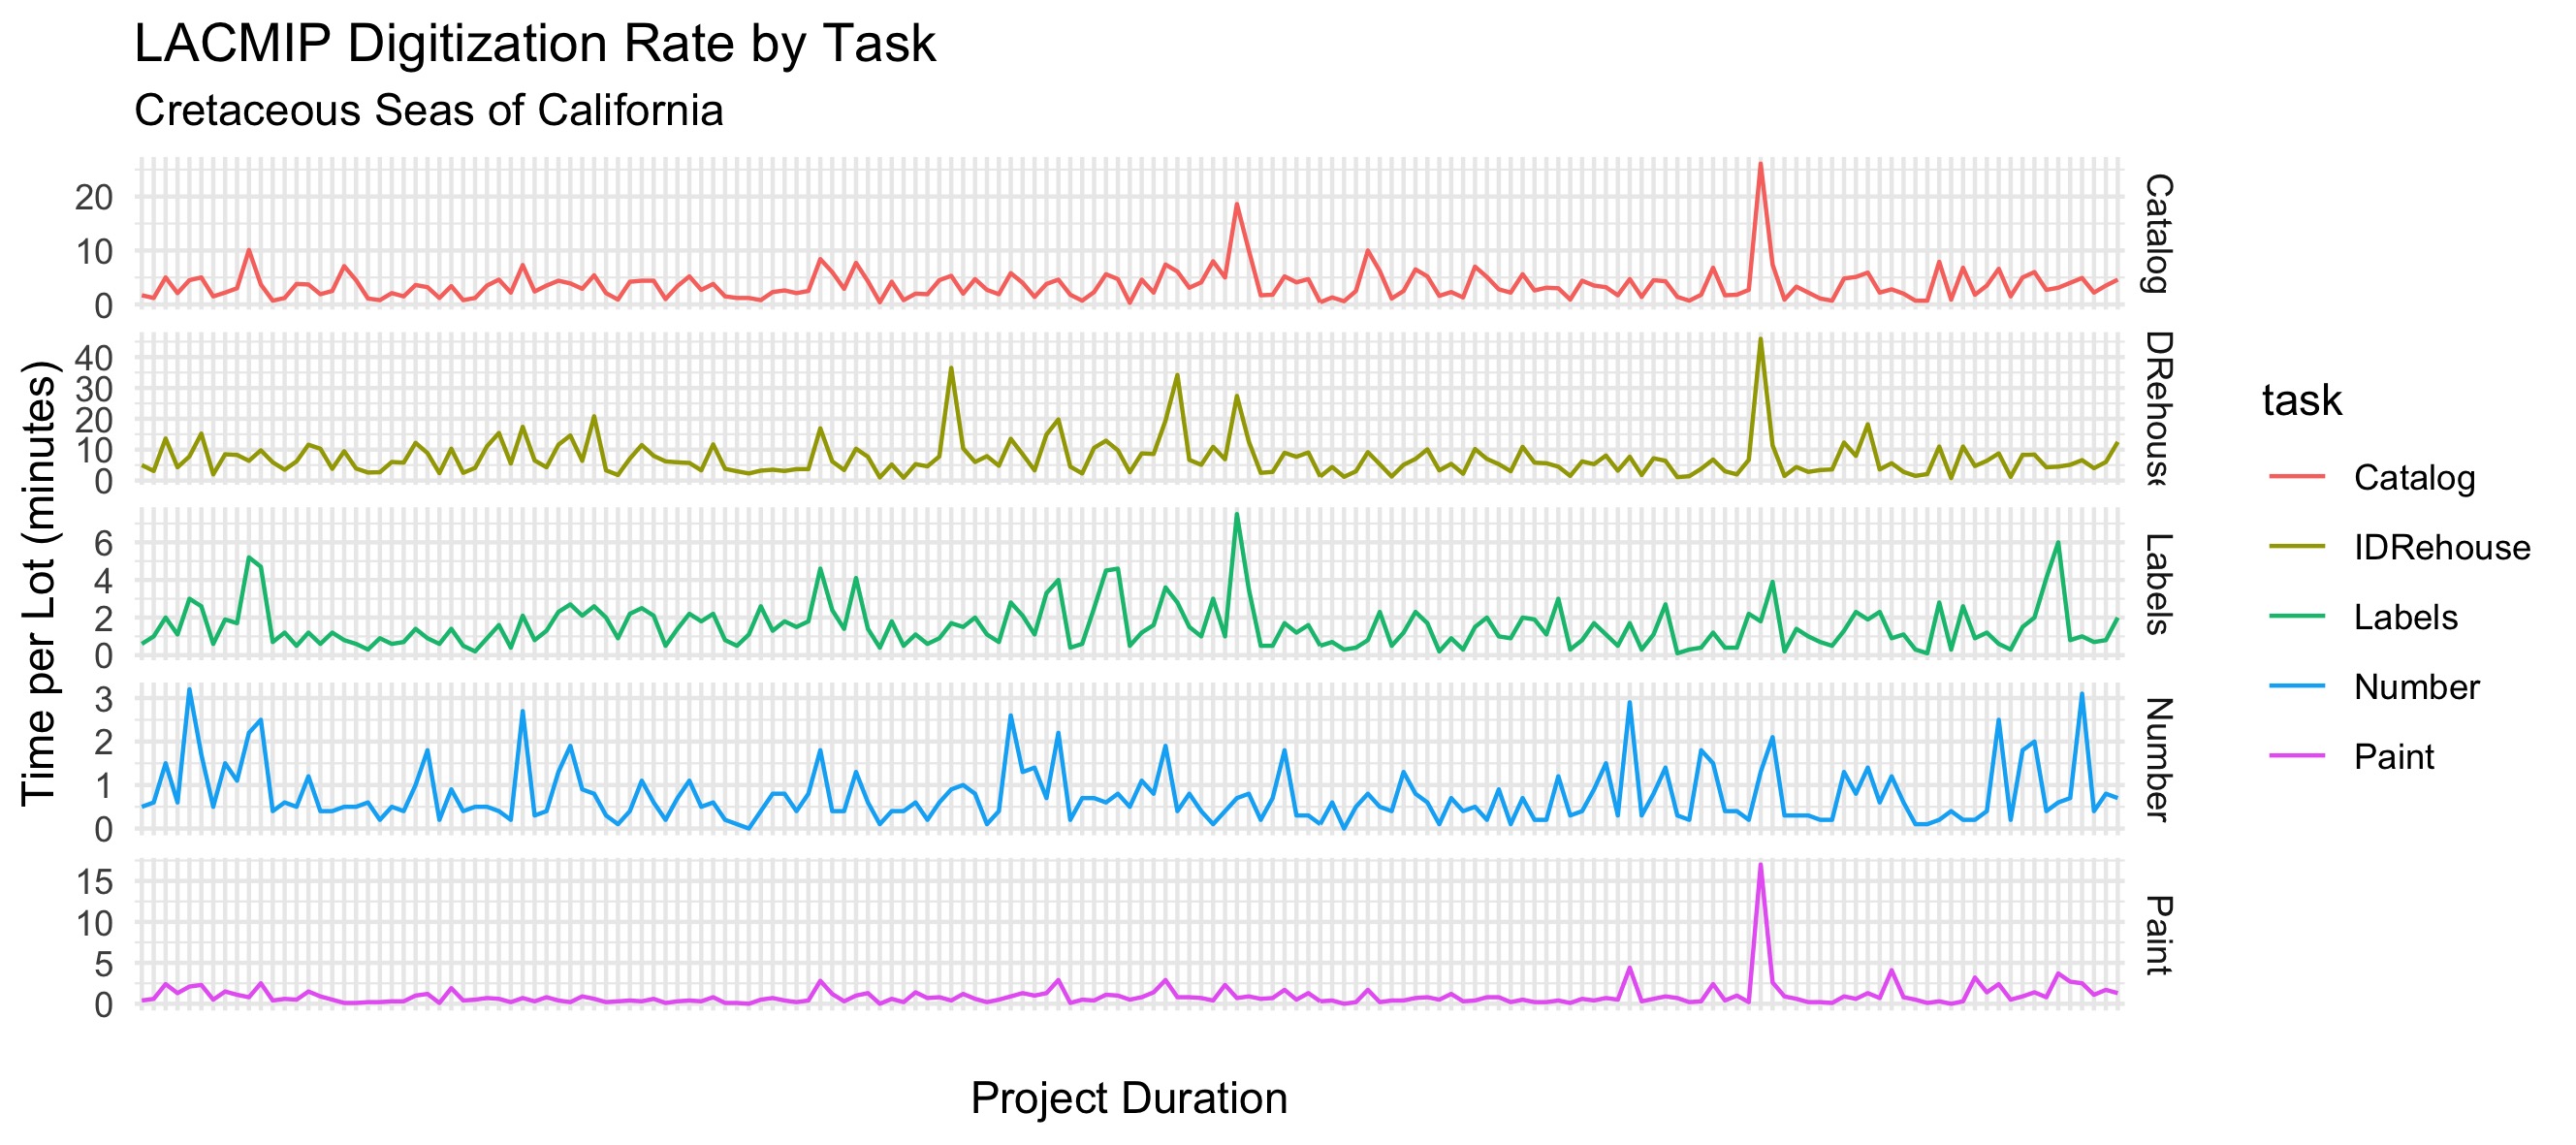 LACMIP Digitization Rate by Task
Cretaceous Seas of California
Time per Lot (minutes)
20
10
0
Catalog
40
30
20
10
0
DRehouse
6
4
2
0
Labels
3
2
1
0
Number
15
10
5
0
Paint
Project Duration
task
Catalog
IDRehouse
Labels
Number
Paint